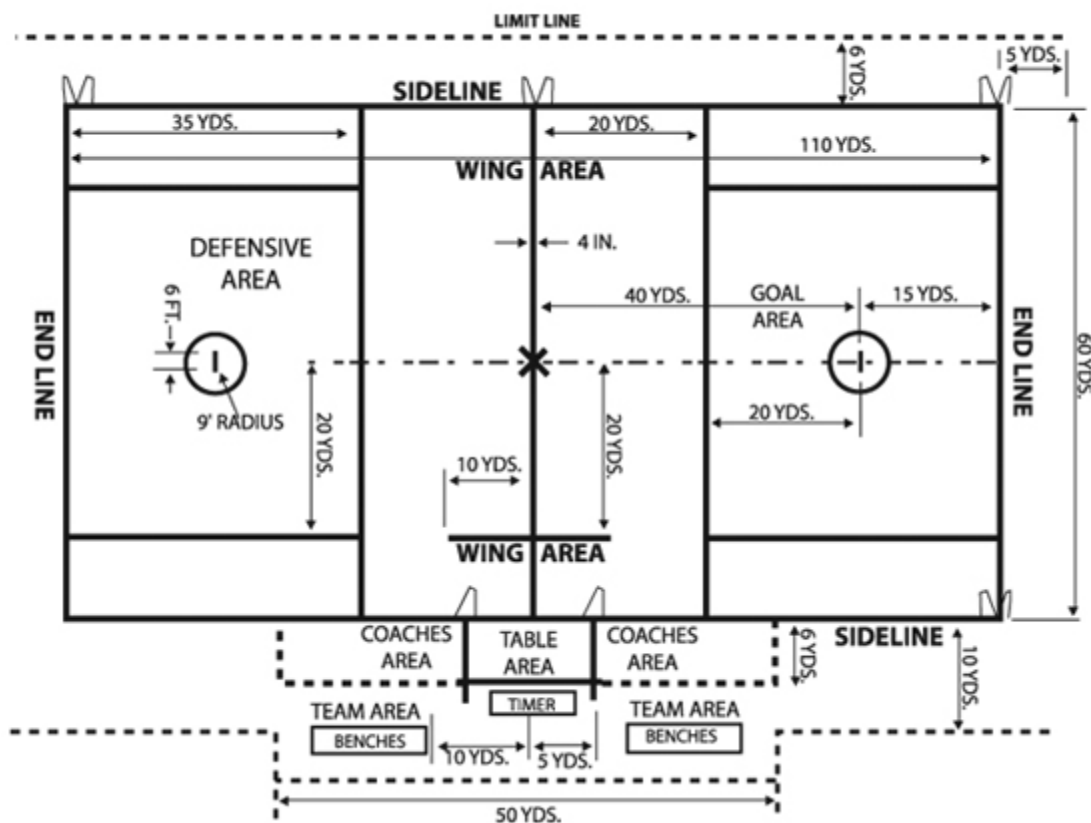 LIMIT LINE
6 YDS.
5 YDS.
SIDELINE
35 YDS.
20 YDS.
110 YDS.
WING AREA
DEFENSIVE
AREA
4 IN.
6 FT.
40 YDS.
GOAL
AREA
15 YDS.
END LINE
END LINE
60 YDS.
9' RADIUS
20 YDS.
20 YDS.
20 YDS.
10 YDS.
WING AREA
COACHES
AREA
TABLE
AREA
COACHES
AREA
SIDELINE
6 YDS.
10 YDS.
TIMER
TEAM AREA
BENCHES
TEAM AREA
BENCHES
10 YDS.
5 YDS.
50 YDS.